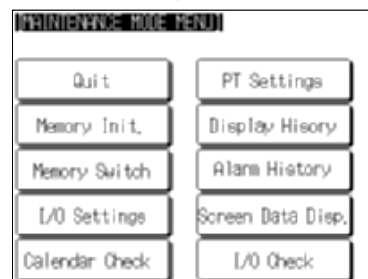 [MAINTENANCE MODE MENU]
Quit
PT Settings
Memory Init.
Display Hisory
Memory Switch
Alarm History
I/O Settings
Screen Data Disp.
Calendar Check
I/O Check